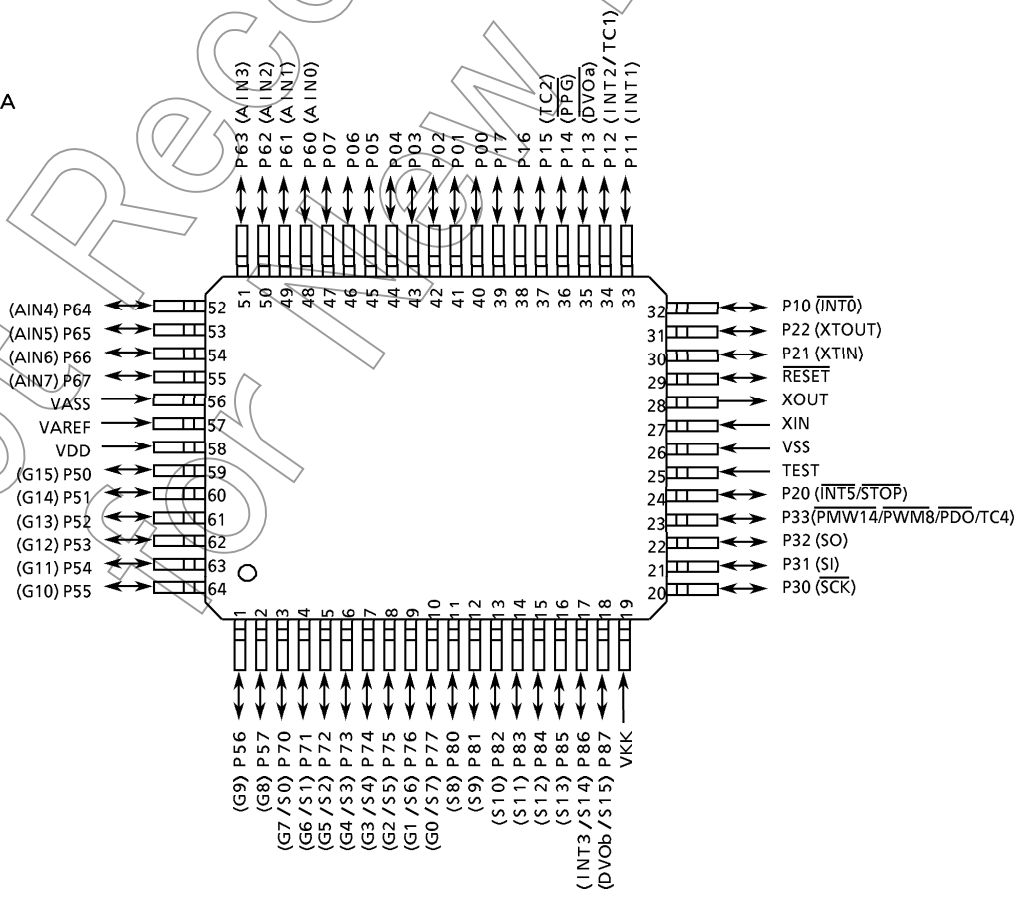 A
P63 (AIN3)
P62 (AIN2)
P61 (AIN1)
P60 (AIN0)
P07
P06
P05
P04
P03
P02
P01
P00
P17
P16
P15 (TC2)
P14 (PPG)
P13 (DVOa)
P12 (INT2/TC1)
P11 (INT1)
51 50 49 48 47 46 45 44 43 42 41 40 39 38 37 36 35 34 33
(AIN4) P64 52
(AIN5) P65 53
(AIN6) P66 54
(AIN7) P67 55
VASS 56
VAREF 57
VDD 58
(G15) P50 59
(G14) P51 60
(G13) P52 61
(G12) P53 62
(G11) P54 63
(G10) P55 64
32 P10 (INT0)
31 P22 (XTOUT)
30 P21 (XTIN)
29 RESET
28 XOUT
27 XIN
26 VSS
25 TEST
24 P20 (INT5/STOP)
23 P33(PMW14/PWM8/PDO/TC4)
22 P32 (SO)
21 P31 (SI)
20 P30 (SCK)
1 2 3 4 5 6 7 8 9 10 11 12 13 14 15 16 17 18 19
(G9) P56
(G8) P57
(G7/S0) P70
(G6/S1) P71
(G5/S2) P72
(G4/S3) P73
(G3/S4) P74
(G2/S5) P75
(G1/S6) P76
(G0/S7) P77
(S8) P80
(S9) P81
(S10) P82
(S11) P83
(S12) P84
(S13) P85
(INT3/S14) P86
(DVOb/S15) P87
VKK
for New